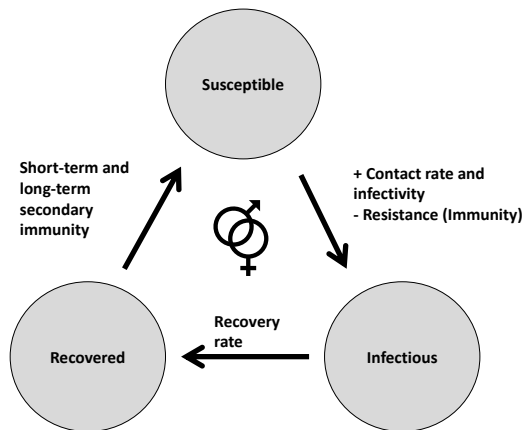 Susceptible
Short-term and
long-term
secondary
immunity
+ Contact rate and
infectivity
- Resistance (Immunity)
Recovery
rate
Recovered
Infectious